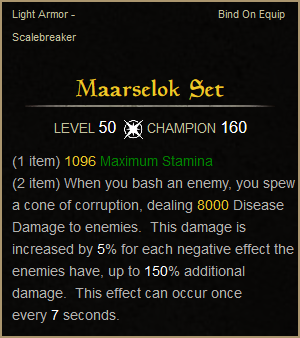 Light Armor - Bind On Equip
Scalebreaker
Maarselok Set
LEVEL 50 CHAMPION 160
(1 item) 1096 Maximum Stamina
(2 item) When you bash an enemy, you spew
a cone of corruption, dealing 8000 Disease
Damage to enemies. This damage is
increased by 5% for each negative effect the
enemies have, up to 150% additional
damage. This effect can occur once
every 7 seconds.